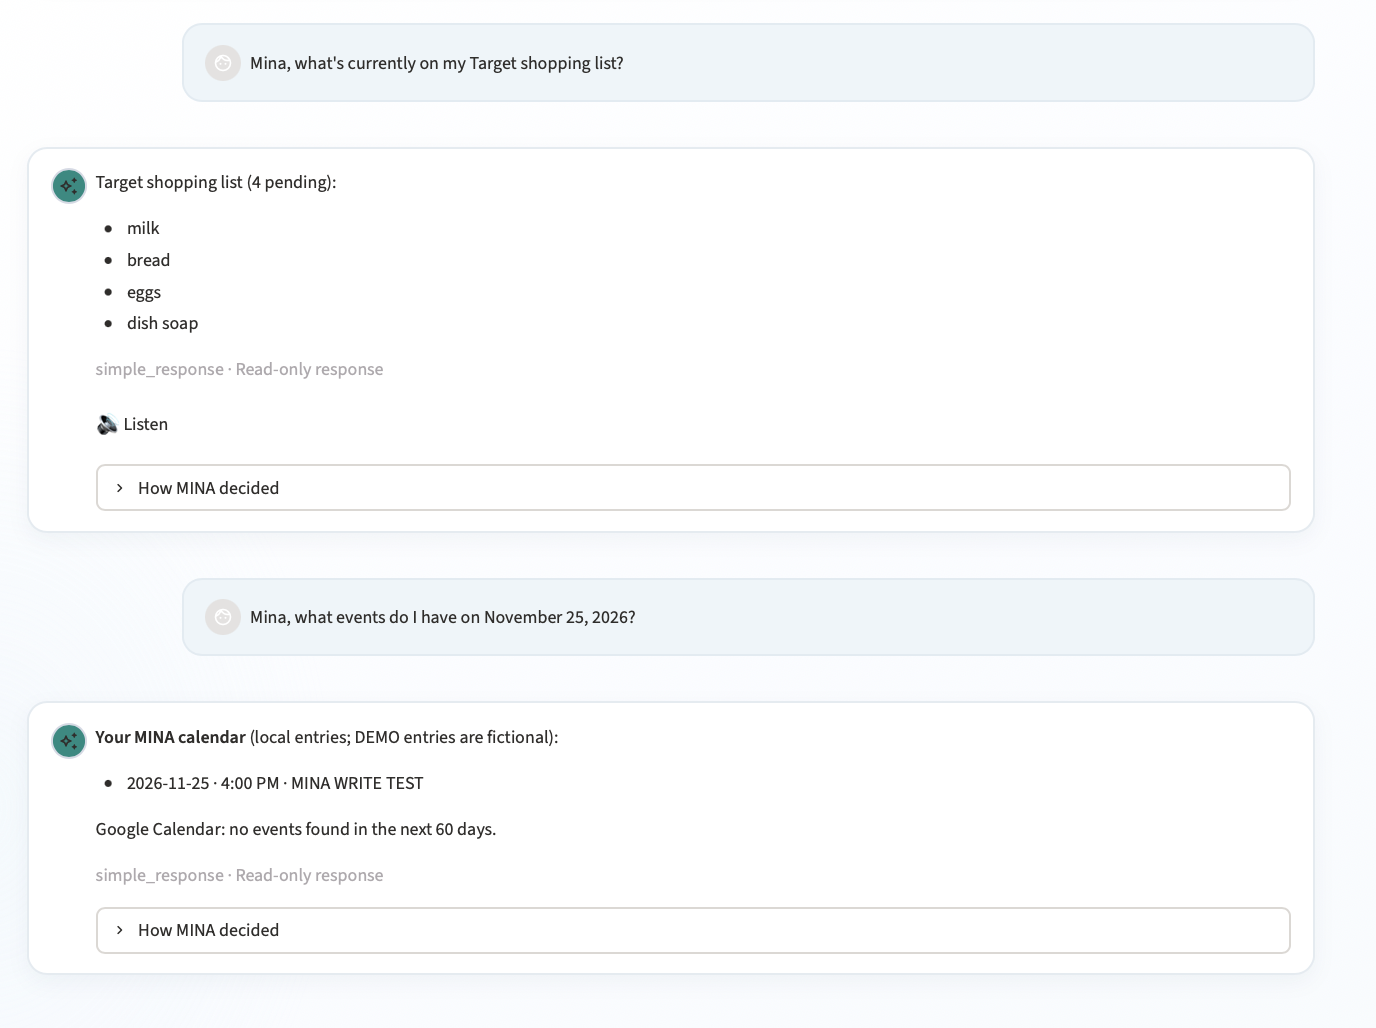 Mina, what's currently on my Target shopping list?
Target shopping list (4 pending):
milk
bread
eggs
dish soap
simple_response · Read-only response
Listen
How MINA decided
Mina, what events do I have on November 25, 2026?
Your MINA calendar (local entries; DEMO entries are fictional):
2026-11-25 · 4:00 PM · MINA WRITE TEST
Google Calendar: no events found in the next 60 days.
simple_response · Read-only response
How MINA decided